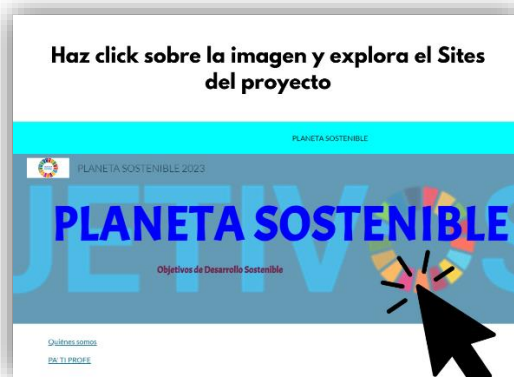 Haz click sobre la imagen y explora el Sites
del proyecto
PLANETA SOSTENIBLE
PLANETA SOSTENIBLE 2023
JETIVOS
PLANETA SOSTENIBLE
Objetivos de Desarrollo Sostenible
Quiénes somos
PA' TI PROFE